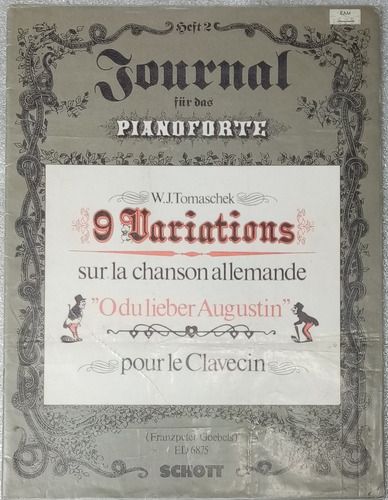 Heft 2
Journal
für das
PIANOFORTE
W.J.Tomaschek
9 Variations
sur la chanson allemande
"O du lieber Augustin"
pour le Clavecin
(Franzpeter Goebels)
ED 6875
SCHOTT